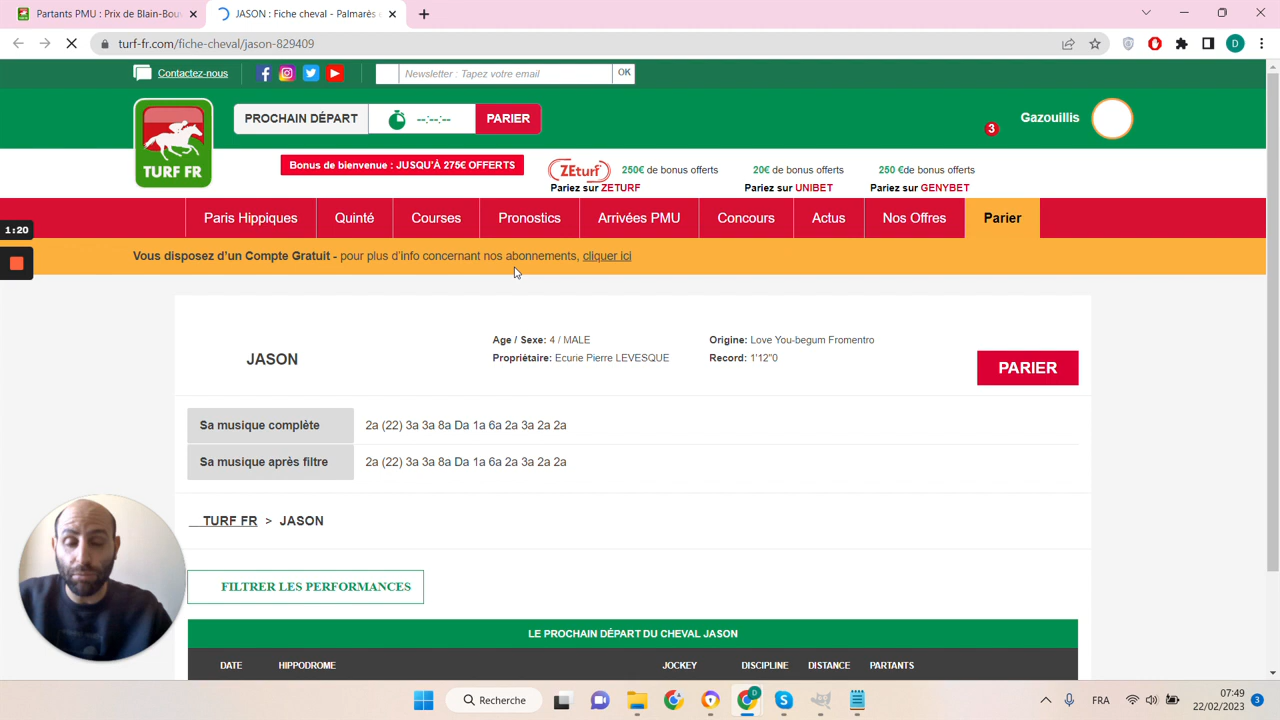 Partants PMU : Prix de Blain-Bou
JASON : Fiche cheval - Palmarès e
turf-fr.com/fiche-cheval/jason-829409
D
Contactez-nous
Newsletter : Tapez votre email
OK
PROCHAIN DÉPART
--:--:--
PARIER
3
Gazouillis
TURF FR
Bonus de bienvenue : JUSQU'À 275€ OFFERTS
ZEturf
250€ de bonus offerts
Pariez sur ZETURF
20€ de bonus offerts
Pariez sur UNIBET
250 €de bonus offerts
Pariez sur GENYBET
Paris Hippiques
Quinté
Courses
Pronostics
Arrivées PMU
Concours
Actus
Nos Offres
Parier
1:20
Vous disposez d'un Compte Gratuit - pour plus d'info concernant nos abonnements, cliquer ici
JASON
Age / Sexe: 4 / MALE
Propriétaire: Ecurie Pierre LEVESQUE
Origine: Love You-begum Fromentro
Record: 1'12"0
PARIER
Sa musique complète
2a (22) 3a 3a 8a Da 1a 6a 2a 3a 2a 2a
Sa musique après filtre
2a (22) 3a 3a 8a Da 1a 6a 2a 3a 2a 2a
TURF FR > JASON
FILTRER LES PERFORMANCES
LE PROCHAIN DÉPART DU CHEVAL JASON
DATE
HIPPODROME
JOCKEY
DISCIPLINE
DISTANCE
PARTANTS
Recherche
D
FRA
07:49
22/02/2023
3